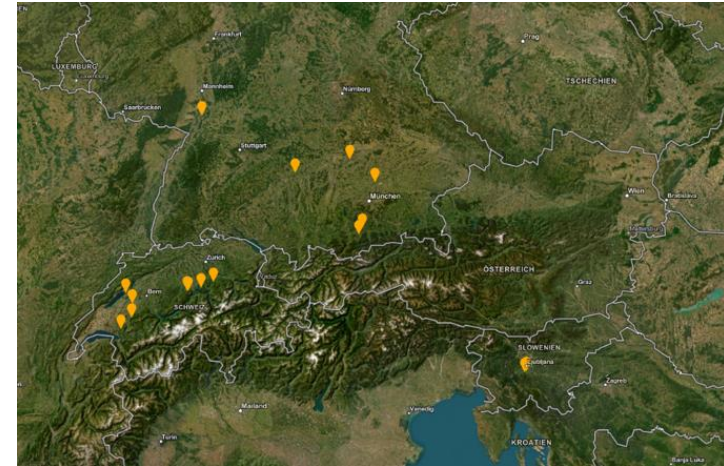 Prag
Frankfurt
LUXEMBURG
Luxemburg
TSCHECHIEN
Mannheim
Nürnberg
Saarbrücken
Stuttgart
München
Wien
Bratislava
Zürich
ÖSTERREICH
Bern
Graz
SCHWEIZ
SLOWENIEN
Ljubljana
Zagreb
Mailand
Venedig
Turin
KROATIEN
Banja Luka